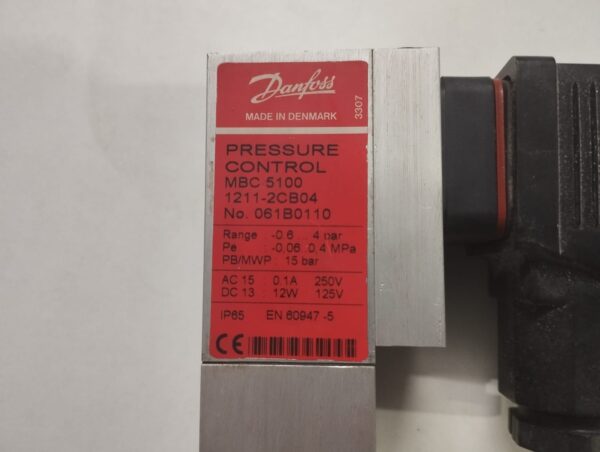 Danfoss
MADE IN DENMARK
3307
PRESSURE
CONTROL
MBC 5100
1211-2CB04
No. 061B0110
Range : -0,6 .. 4 bar
Pe : -0,06..0,4 MPa
PB/MWP : 15 bar
AC 15 : 0,1A 250V
DC 13 : 12W 125V
IP65 EN 60947 -5
CE